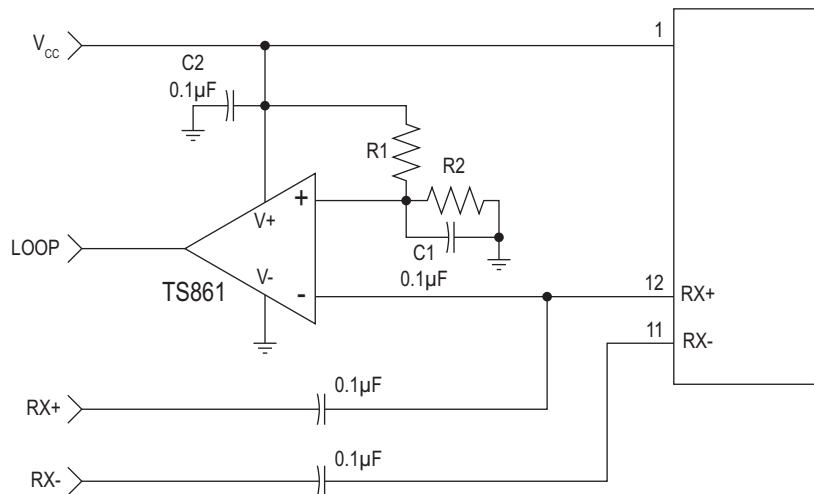 V_CC
1
C2
0.1µF
R1
R2
+
V+
C1
0.1µF
LOOP
V-
TS861
-
12
RX+
11
RX-
0.1µF
RX+
0.1µF
RX-